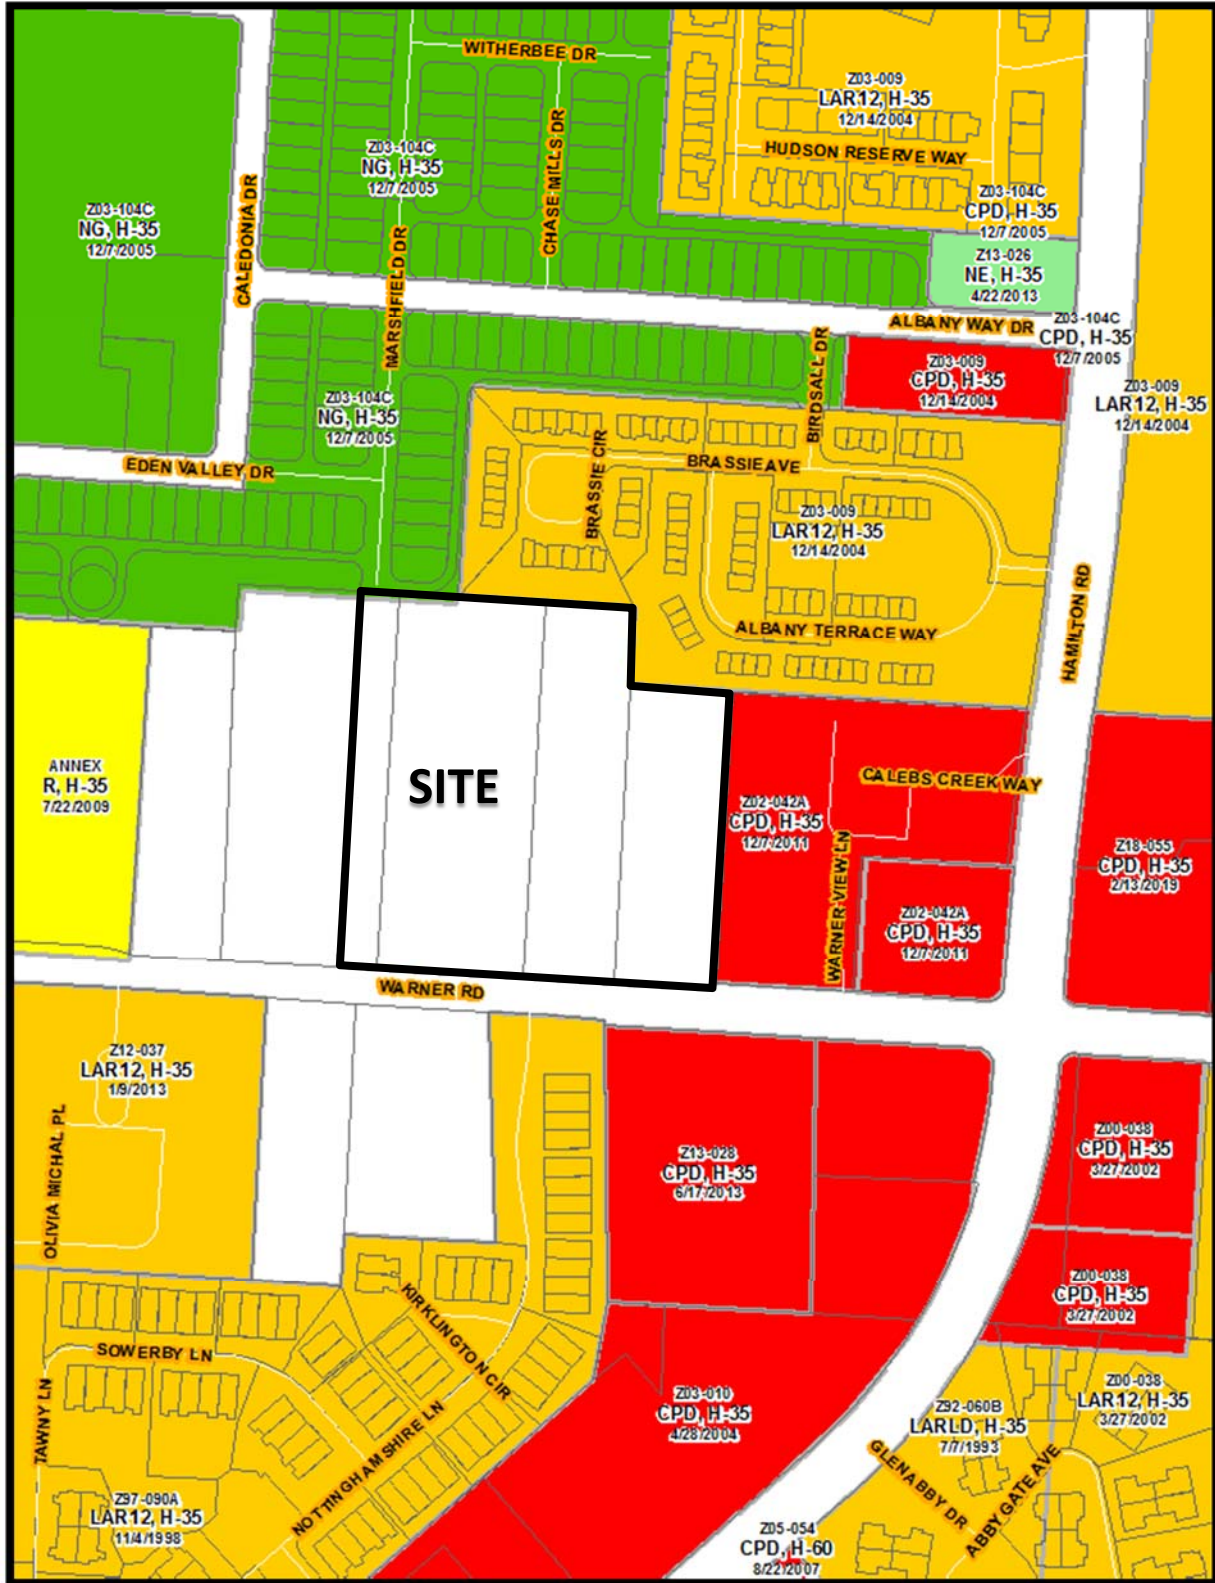 WITHERBEE DR
Z03-009
LAR12, H-35
12/14/2004
CHASE MILLS DR
Z03-104C
NG, H-35
12/7/2005
HUDSON RESERVE WAY
Z03-104C
CPD, H-35
12/7/2005
Z03-104C
NG, H-35
12/7/2005
CALEDONIA DR
MARSHFIELD DR
Z13-026
NE, H-35
4/22/2013
ALBANY WAY DR
Z03-104C
CPD, H-35
12/7/2005
BIRDSALL DR
Z03-009
CPD, H-35
12/14/2004
Z03-009
LAR12, H-35
12/14/2004
Z03-104C
NG, H-35
12/7/2005
EDEN VALLEY DR
BRASSIE CIR
BRASSIE AVE
Z03-009
LAR12, H-35
12/14/2004
HAMILTON RD
ALBANY TERRACE WAY
ANNEX
R, H-35
7/22/2009
SITE
CALEBS CREEK WAY
Z02-042A
CPD, H-35
12/7/2011
WARNER VIEW LN
Z18-055
CPD, H-35
2/13/2019
Z02-042A
CPD, H-35
12/7/2011
WARNER RD
Z12-037
LAR12, H-35
1/9/2013
OLIVIA MICHAL PL
Z13-028
CPD, H-35
6/17/2013
Z00-038
CPD, H-35
3/27/2002
Z00-038
CPD, H-35
3/27/2002
KIRKLINGTON CIR
SOWERBY LN
TAWNY LN
NOTTINGHAMSHIRE LN
Z03-010
CPD, H-35
4/28/2004
Z92-060B
LARLD, H-35
7/7/1993
Z00-038
LAR12, H-35
3/27/2002
GLENABBY DR
ABBY GATE AVE
Z97-090A
LAR12, H-35
11/4/1998
Z05-054
CPD, H-60
8/22/2007